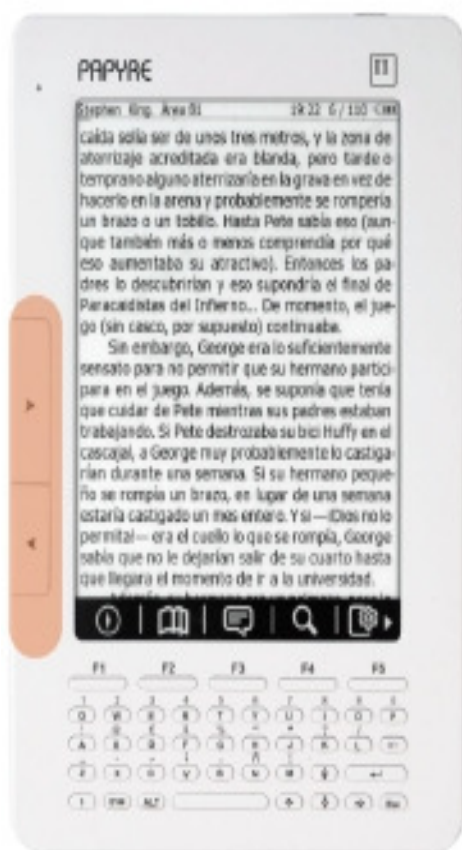 PAPYRE
Stephen King. Area 81 19:22 6/110
caída solía ser de unos tres metros, y la zona de
aterrizaje acreditada era blanda, pero tarde o
temprano alguno aterrizaría en la grava en vez de
hacerlo en la arena y probablemente se rompería
un brazo o un tobillo. Hasta Pete sabía eso (aun-
que también más o menos comprendía por qué
eso aumentaba su atractivo). Entonces los pa-
dres lo descubrirían y eso supondría el final de
Paracaidistas del Infierno... De momento, el jue-
go (sin casco, por supuesto) continuaba.
Sin embargo, George era lo suficientemente
sensato para no permitir que su hermano partici-
para en el juego. Además, se suponía que tenía
que cuidar de Pete mientras sus padres estaban
trabajando. Si Pete destrozaba su bici Huffy en el
cascajal, a George muy probablemente lo castiga-
rían durante una semana. Si su hermano peque-
ño se rompía un brazo, en lugar de una semana
estaría castigado un mes entero. Y si —¡Dios no lo
permita!— era el cuello lo que se rompía, George
sabía que no le dejarían salir de su cuarto hasta
que llegara el momento de ir a la universidad.
F1 F2 F3 F4 F5
Q W E R T Y U I O P
A S D F G H J K L
Z X C V B N M
ALT